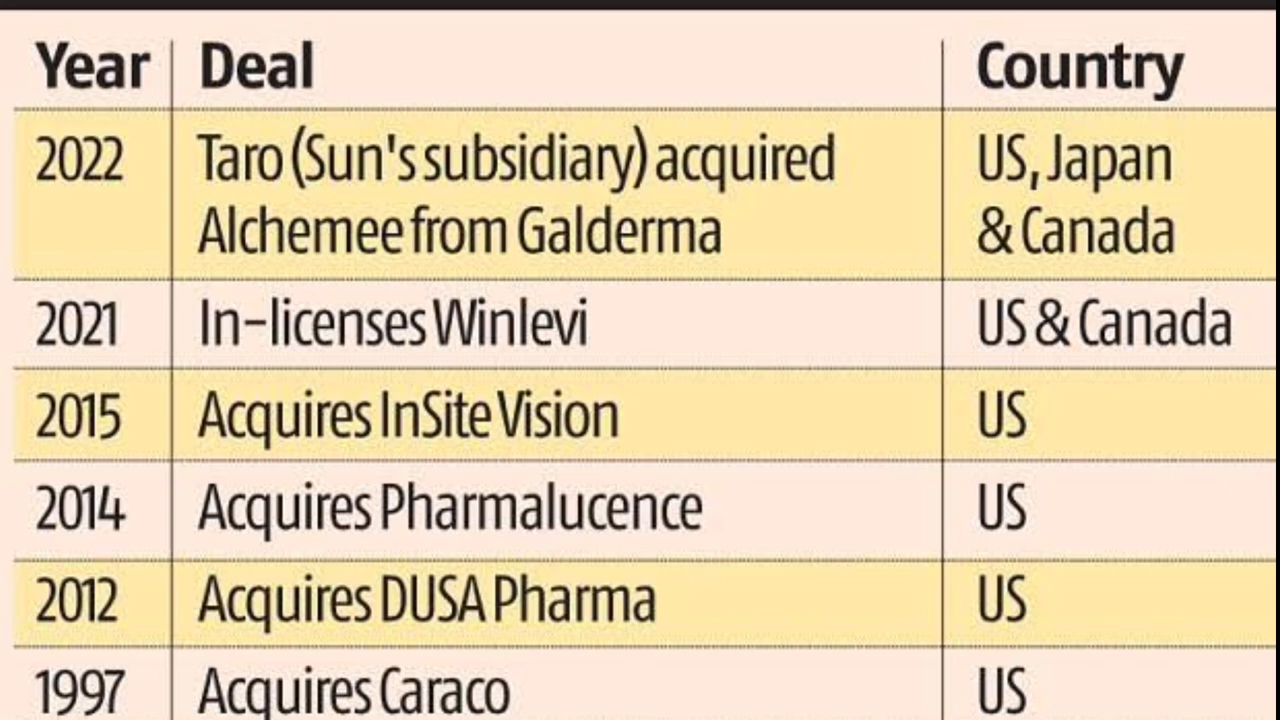 Year Deal Country
2022 Taro (Sun's subsidiary) acquired US, Japan
Alchemee from Galderma & Canada
2021 In-licenses Winlevi US & Canada
2015 Acquires InSite Vision US
2014 Acquires Pharmalucence US
2012 Acquires DUSA Pharma US
1997 Acquires Caraco US